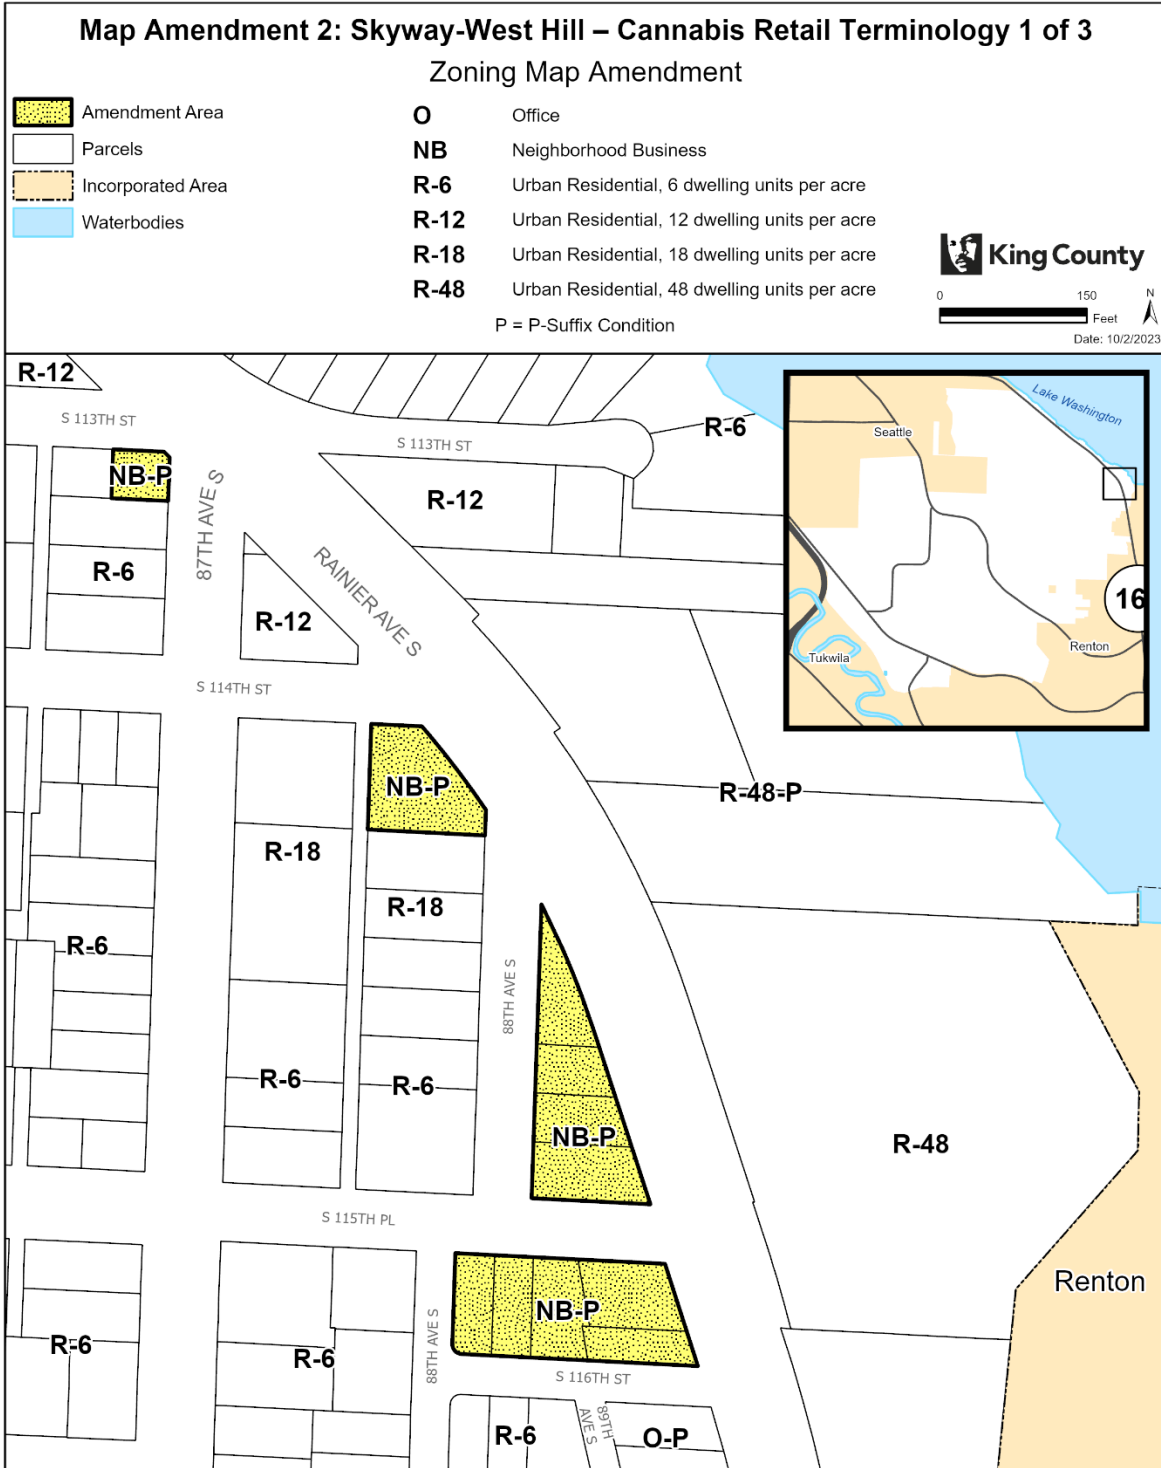 Map Amendment 2: Skyway-West Hill – Cannabis Retail Terminology 1 of 3
Zoning Map Amendment
Amendment Area
Parcels
Incorporated Area
Waterbodies
O Office
NB Neighborhood Business
R-6 Urban Residential, 6 dwelling units per acre
R-12 Urban Residential, 12 dwelling units per acre
R-18 Urban Residential, 18 dwelling units per acre
R-48 Urban Residential, 48 dwelling units per acre
P = P-Suffix Condition
King County
0 150
Feet
N
Date: 10/2/2023
R-12
S 113TH ST
S 113TH ST
R-6
Lake Washington
Seattle
NB-P
R-12
87TH AVE S
RAINIER AVE S
R-6
R-12
16
Renton
Tukwila
S 114TH ST
NB-P
R-48-P
R-18
R-18
R-6
88TH AVE S
R-6
R-6
NB-P
R-48
S 115TH PL
Renton
NB-P
88TH AVE S
R-6
R-6
S 116TH ST
R-6
89TH
AVE S
O-P